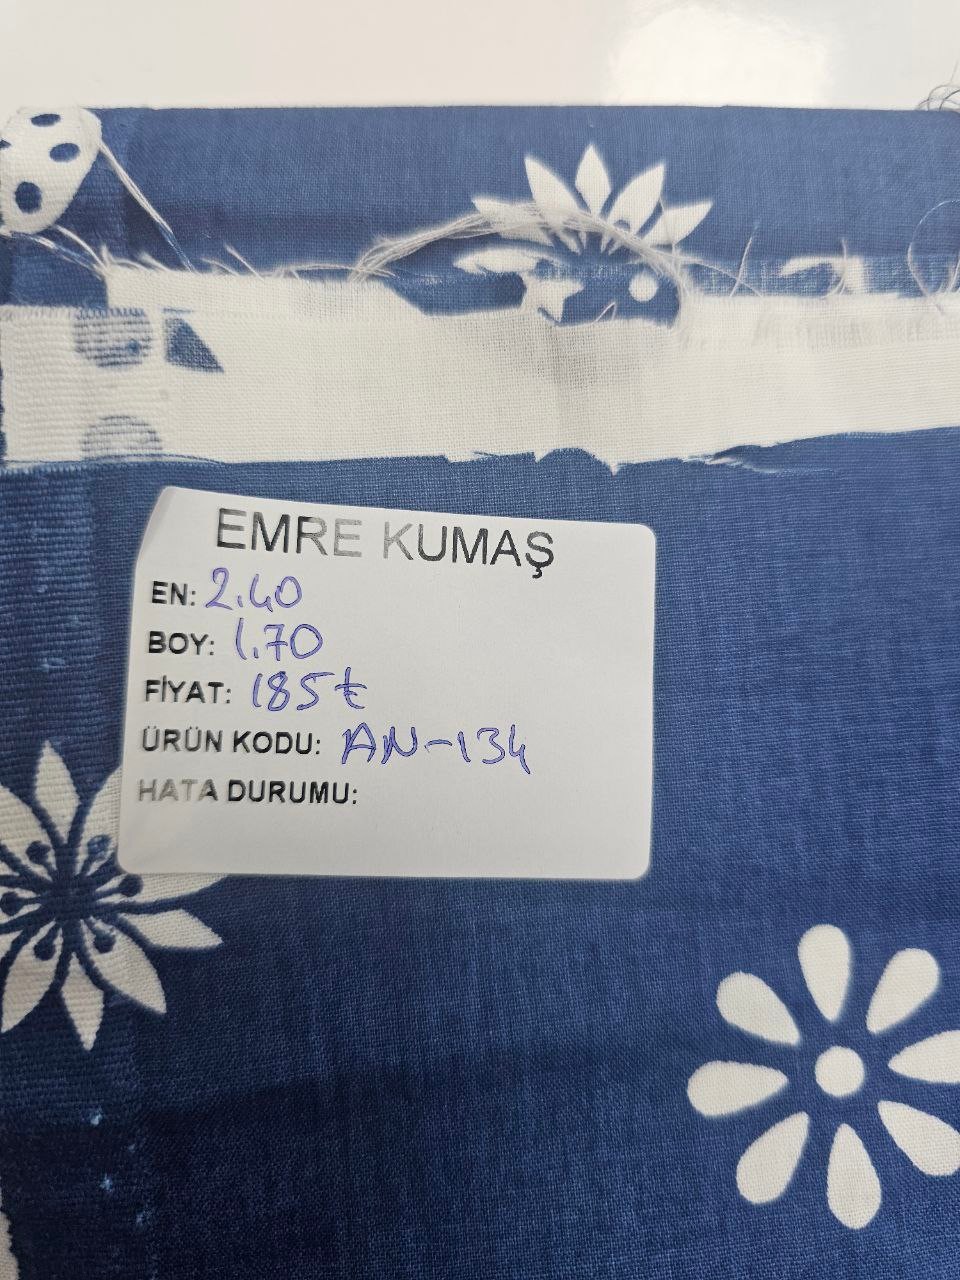 EMRE KUMAŞ
EN: 2.40
BOY: 1.70
FİYAT: 185₺
ÜRÜN KODU: AN-134
HATA DURUMU: